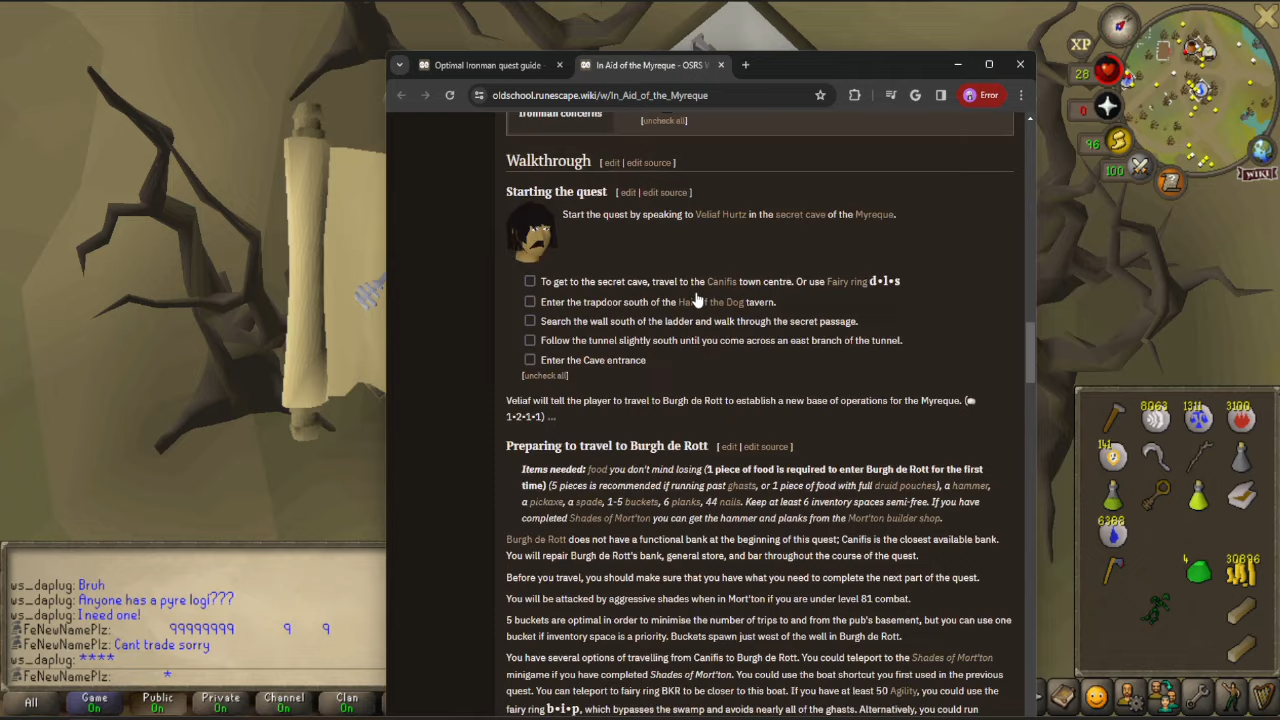 Optimal Ironman quest guide
In Aid of the Myreque - OSRS W
oldschool.runescape.wiki/w/In_Aid_of_the_Myreque
Error
XP
28
0
96
100
WIKI
Ironman concerns
[uncheck all]
Walkthrough [ edit | edit source ]
Starting the quest [ edit | edit source ]
Start the quest by speaking to Veliaf Hurtz in the secret cave of the Myreque.
To get to the secret cave, travel to the Canifis town centre. Or use Fairy ring d•l•s
Enter the trapdoor south of the Ha f the Dog tavern.
Search the wall south of the ladder and walk through the secret passage.
Follow the tunnel slightly south until you come across an east branch of the tunnel.
Enter the Cave entrance
[uncheck all]
Veliaf will tell the player to travel to Burgh de Rott to establish a new base of operations for the Myreque. (
1•2•1•1) ...
Preparing to travel to Burgh de Rott [ edit | edit source ]
Items needed: food you don't mind losing (1 piece of food is required to enter Burgh de Rott for the first
time) (5 pieces is recommended if running past ghasts, or 1 piece of food with full druid pouches), a hammer,
a pickaxe, a spade, 1-5 buckets, 6 planks, 44 nails. Keep at least 6 inventory spaces semi-free. If you have
completed Shades of Mort'ton you can get the hammer and planks from the Mort'ton builder shop.
Burgh de Rott does not have a functional bank at the beginning of this quest; Canifis is the closest available bank.
You will repair Burgh de Rott's bank, general store, and bar throughout the course of the quest.
Before you travel, you should make sure that you have what you need to complete the next part of the quest.
You will be attacked by aggressive shades when in Mort'ton if you are under level 81 combat.
5 buckets are optimal in order to minimise the number of trips to and from the pub's basement, but you can use one
bucket if inventory space is a priority. Buckets spawn just west of the well in Burgh de Rott.
You have several options of travelling from Canifis to Burgh de Rott. You could teleport to the Shades of Mort'ton
minigame if you have completed Shades of Mort'ton. You could use the boat shortcut you first used in the previous
quest. You can teleport to fairy ring BKR to be closer to this boat. If you have at least 50 Agility, you could use the
fairy ring b•i•p, which bypasses the swamp and avoids nearly all of the ghasts. Alternatively, you could run
8063 1311 3100
141
6308
4 30896
ws_daplug: Bruh
ws_daplug: Anyone has a pyre log???
ws_daplug: I need one!
FeNewNamePlz: 99999999 9 9
FeNewNamePlz: Cant trade sorry
ws_daplug: ****
FeNewNamePlz: *
All
Game On
Public On
Private On
Channel On
Clan On